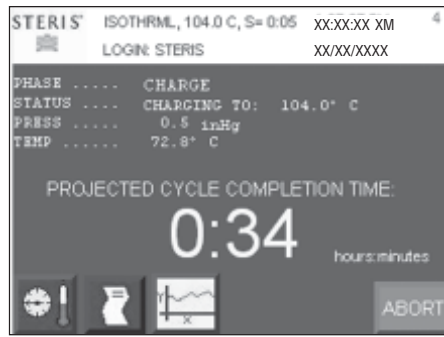 STERIS® ISOTHRML, 104.0 C, S= 0:05 XX:XX:XX XM 4
LOGIN: STERIS XX/XX/XXXX
PHASE ..... CHARGE
STATUS .... CHARGING TO: 104.0° C
PRESS ..... 0.5 inHg
TEMP ...... 72.8° C
PROJECTED CYCLE COMPLETION TIME:
0:34 hours:minutes
Y
X
ABORT